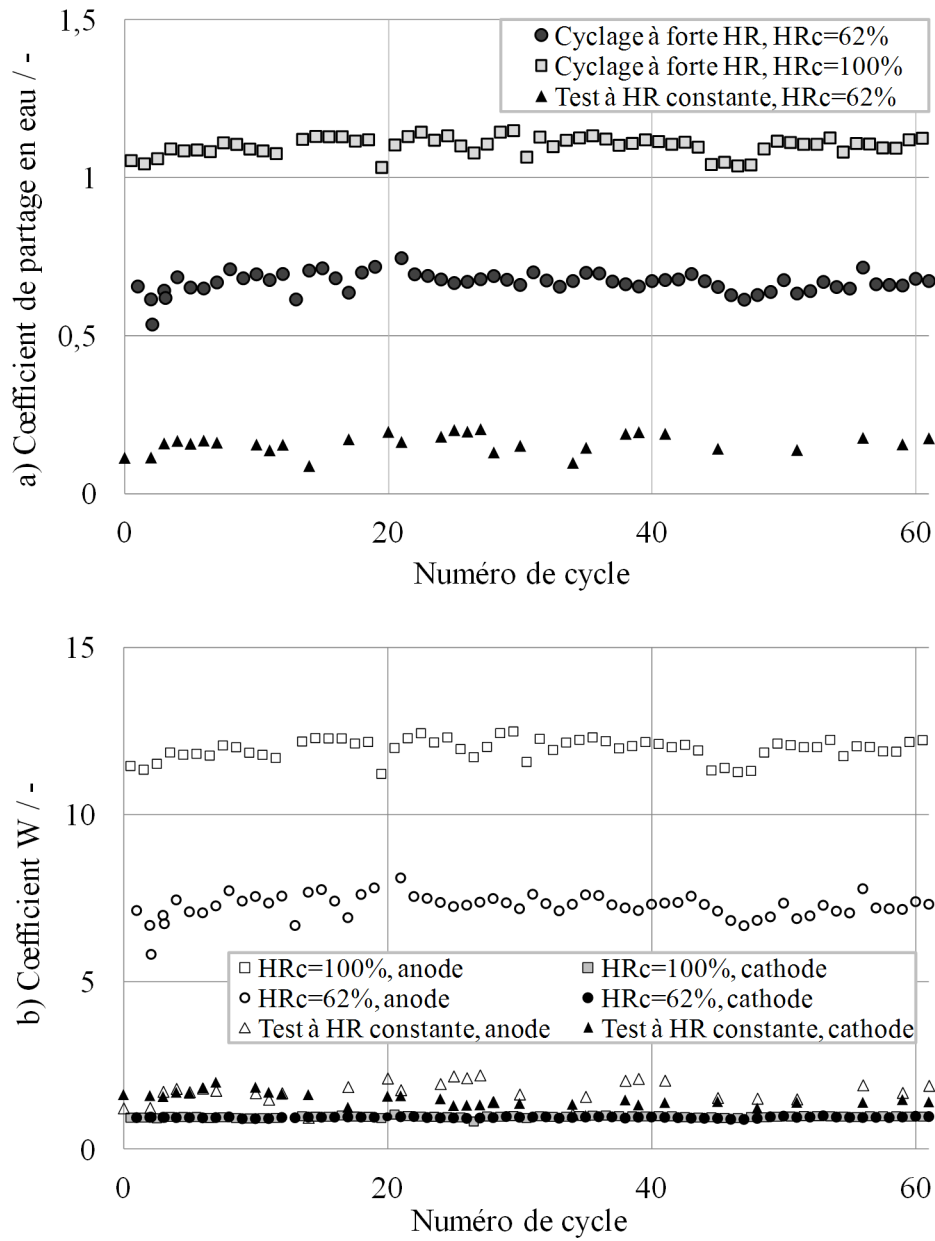 a) Cœfficient de partage en eau / -
1,5
1
0,5
0
Cyclage à forte HR, HRc=62%
Cyclage à forte HR, HRc=100%
Test à HR constante, HRc=62%
0
20
40
60
Numéro de cycle
b) Cœfficient W / -
15
10
5
0
HRc=100%, anode
HRc=100%, cathode
HRc=62%, anode
HRc=62%, cathode
Test à HR constante, anode
Test à HR constante, cathode
0
20
40
60
Numéro de cycle